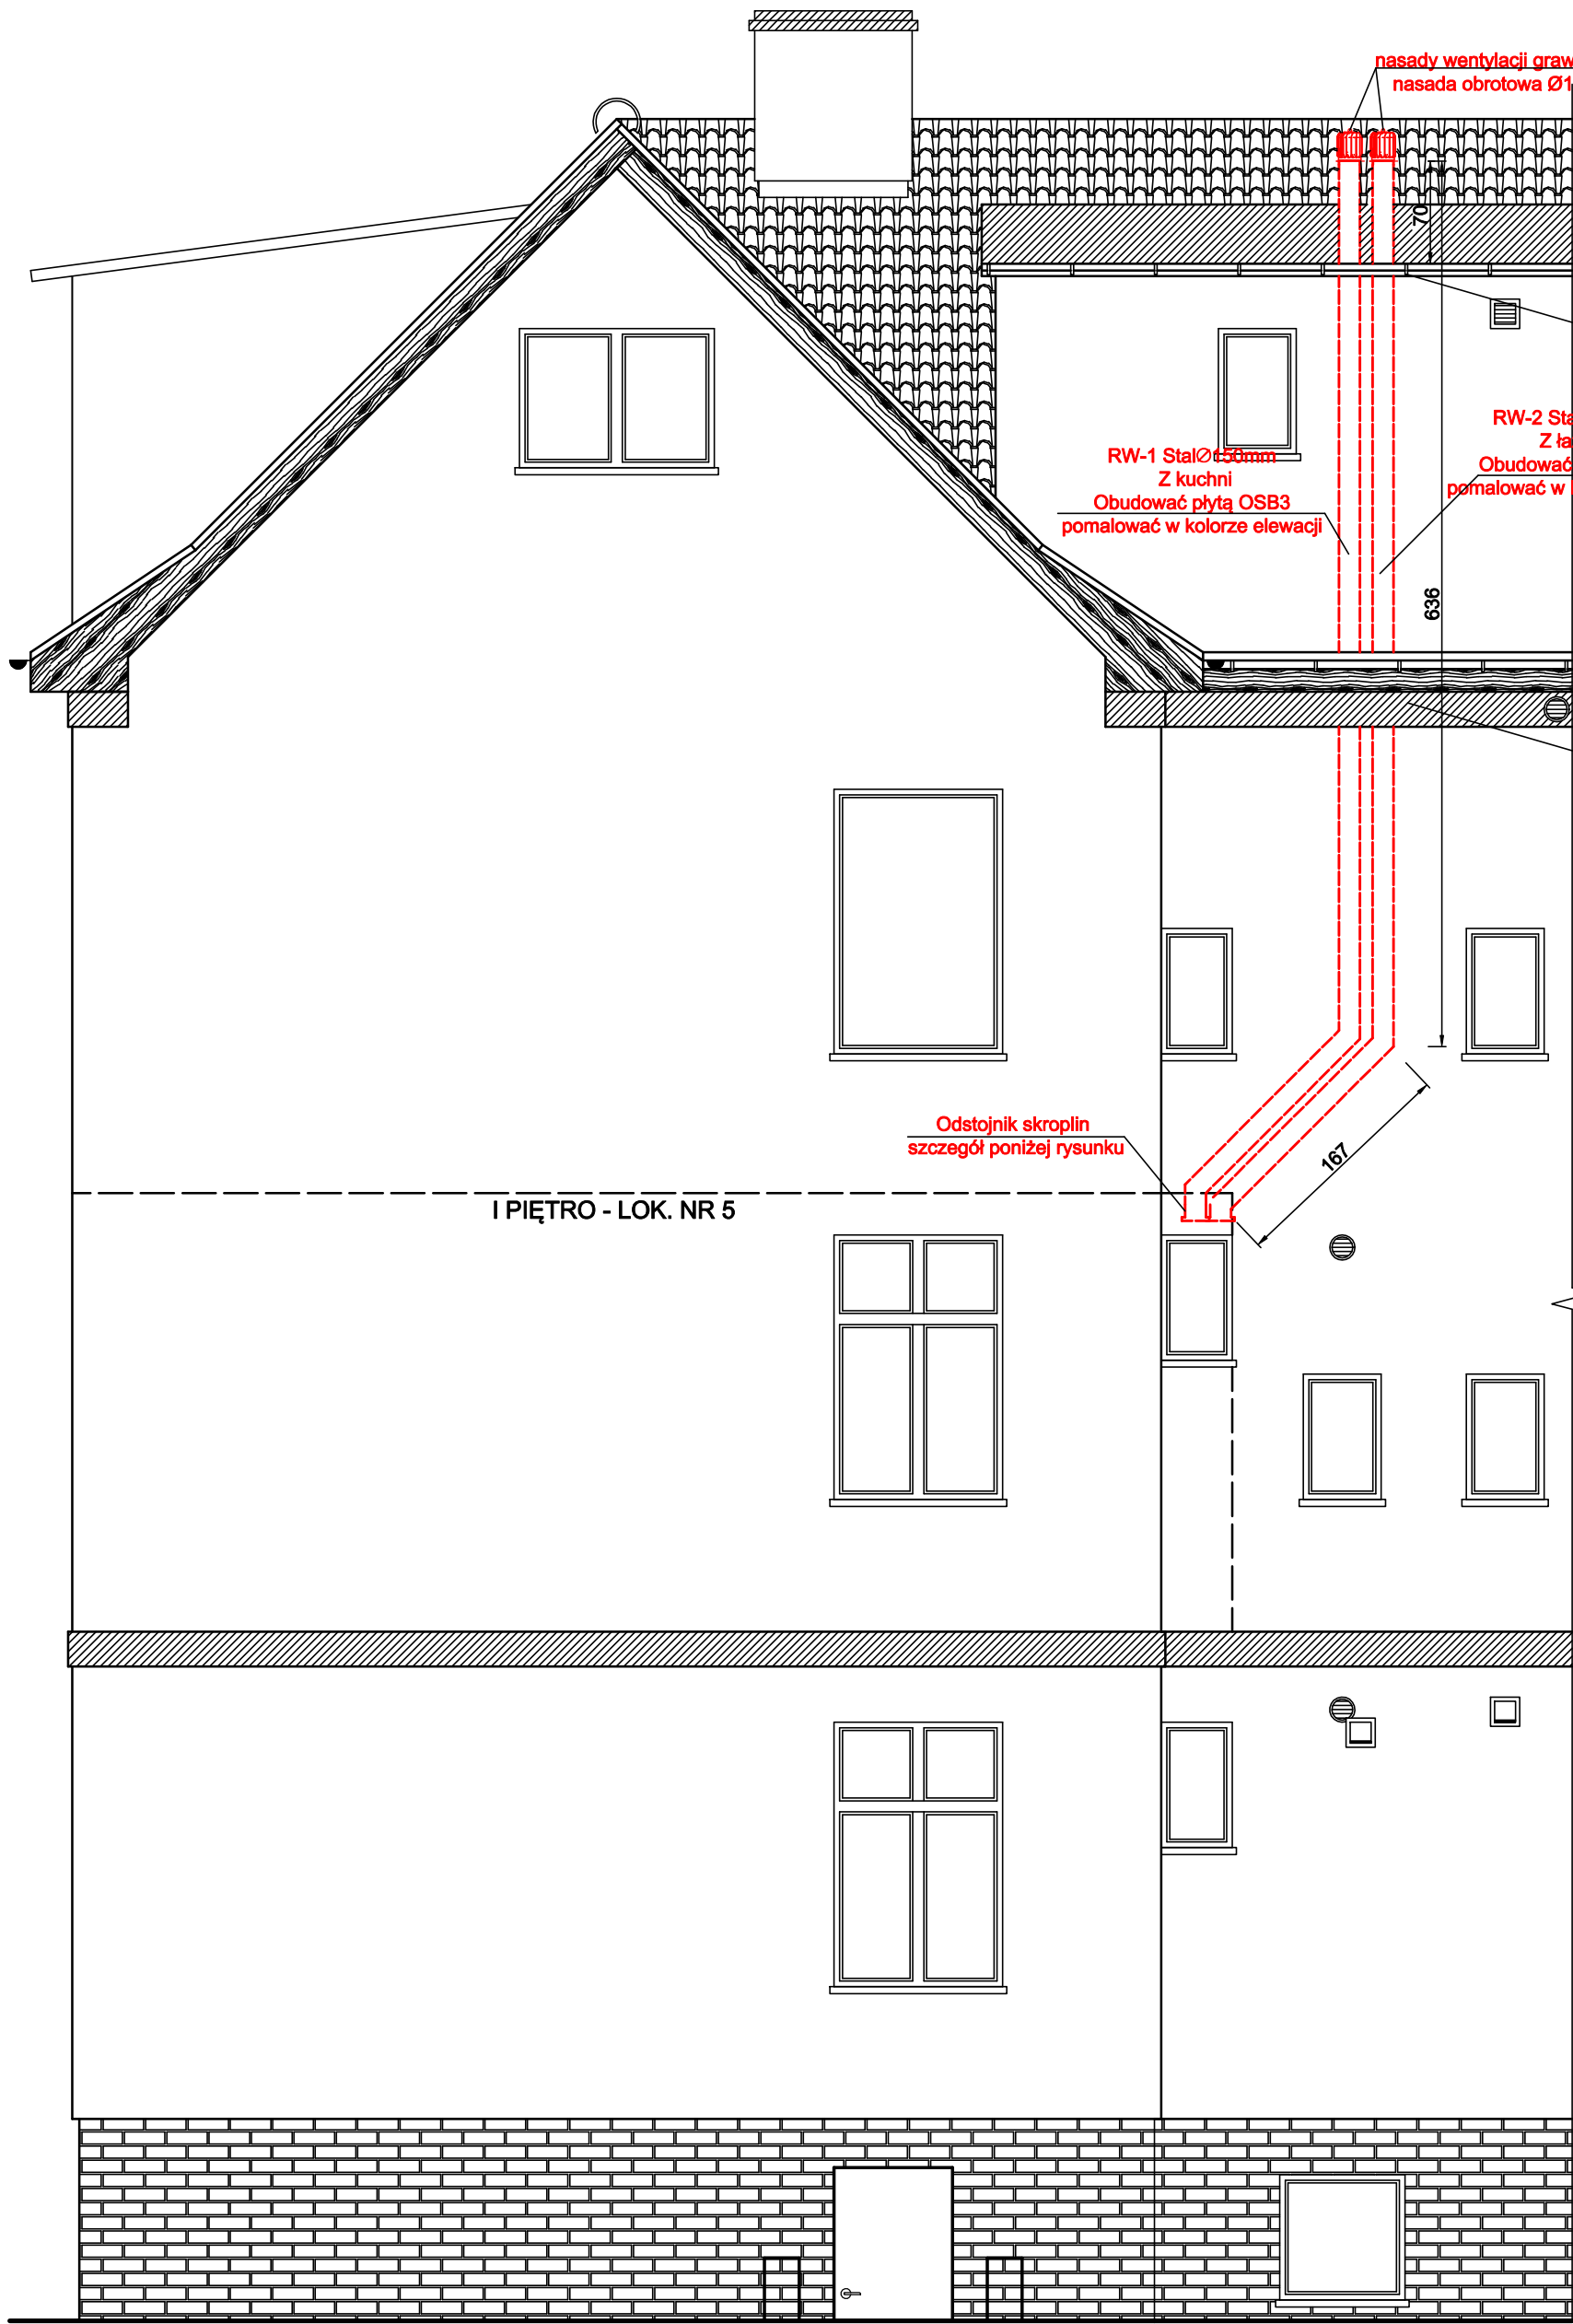 nasady wentylacji graw
nasada obrotowa Ø1
70
RW-1 StalØ150mm
Z kuchni
Obudować płytą OSB3
pomalować w kolorze elewacji
RW-2 Sta
Z ła
Obudować
pomalować w
636
Odstojnik skroplin
szczegół poniżej rysunku
167
I PIĘTRO - LOK. NR 5